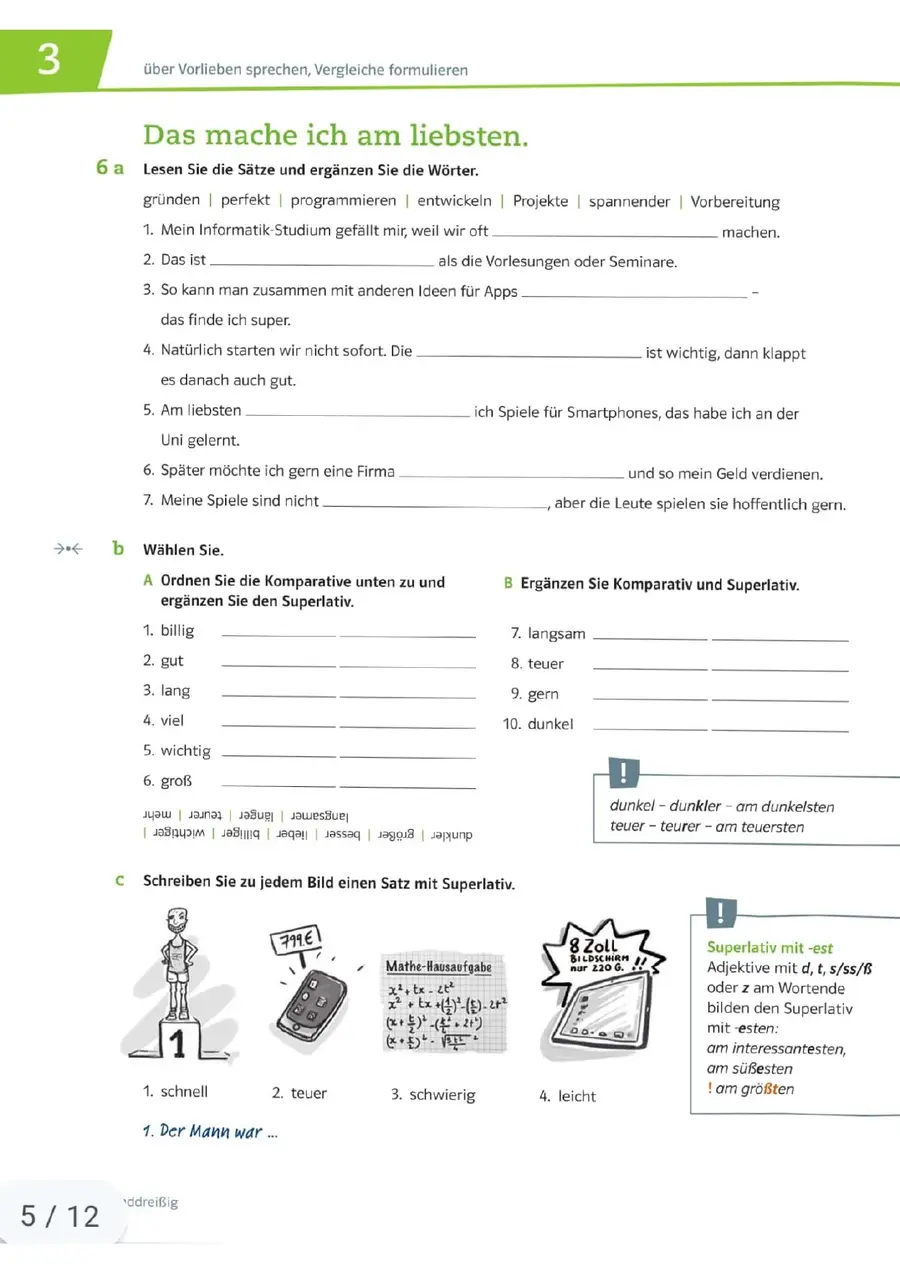 3
über Vorlieben sprechen, Vergleiche formulieren
Das mache ich am liebsten.
6 a Lesen Sie die Sätze und ergänzen Sie die Wörter.
gründen | perfekt | programmieren | entwickeln | Projekte | spannender | Vorbereitung
1. Mein Informatik-Studium gefällt mir, weil wir oft ____ machen.
2. Das ist ____ als die Vorlesungen oder Seminare.
3. So kann man zusammen mit anderen Ideen für Apps ____ –
das finde ich super.
4. Natürlich starten wir nicht sofort. Die ____ ist wichtig, dann klappt
es danach auch gut.
5. Am liebsten ____ ich Spiele für Smartphones, das habe ich an der
Uni gelernt.
6. Später möchte ich gern eine Firma ____ und so mein Geld verdienen.
7. Meine Spiele sind nicht ____, aber die Leute spielen sie hoffentlich gern.
b Wählen Sie.
A Ordnen Sie die Komparative unten zu und
ergänzen Sie den Superlativ.
1. billig
2. gut
3. lang
4. viel
5. wichtig
6. groß
dunkler | größer | besser | lieber | billiger | wichtiger |
langsamer | länger | teurer | mehr
B Ergänzen Sie Komparativ und Superlativ.
7. langsam
8. teuer
9. gern
10. dunkel
!
dunkel – dunkler – am dunkelsten
teuer – teurer – am teuersten
c Schreiben Sie zu jedem Bild einen Satz mit Superlativ.
1
799.€
Mathe-Hausaufgabe
8 Zoll
BILDSCHIRM
nur 220 G. !!
1. schnell
2. teuer
3. schwierig
4. leicht
1. Der Mann war ...
!
Superlativ mit -est
Adjektive mit d, t, s/ss/ß
oder z am Wortende
bilden den Superlativ
mit -esten:
am interessantesten,
am süßesten
! am größten
ddreißig
5 / 12